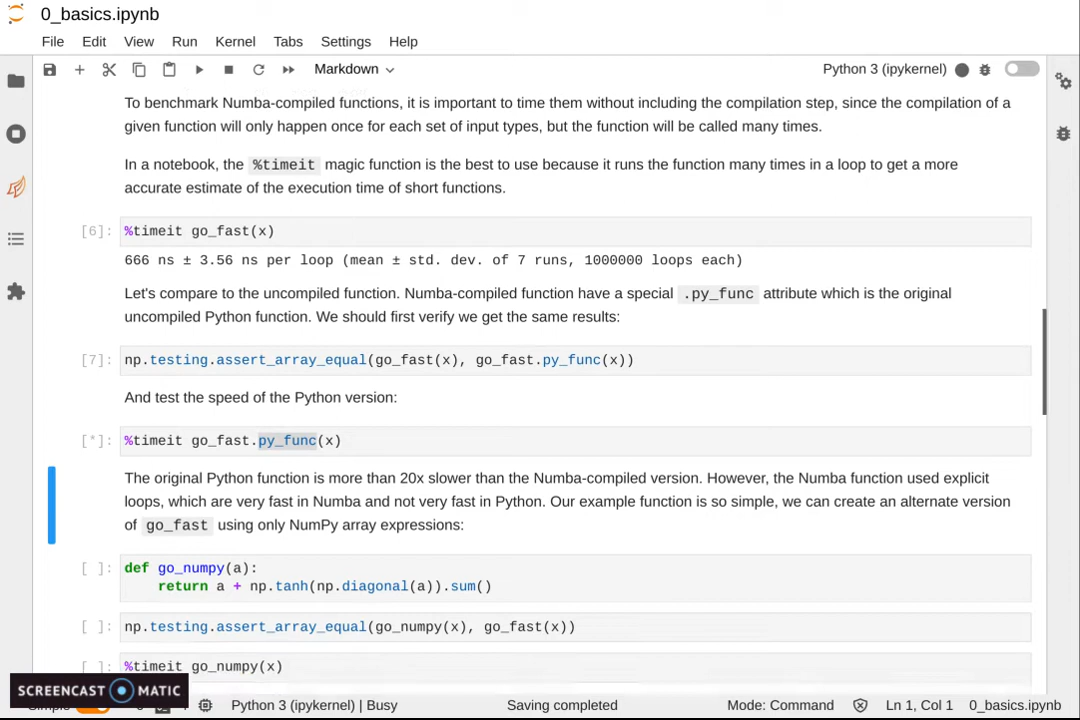 0_basics.ipynb
File Edit View Run Kernel Tabs Settings Help
Markdown Python 3 (ipykernel)
To benchmark Numba-compiled functions, it is important to time them without including the compilation step, since the compilation of a
given function will only happen once for each set of input types, but the function will be called many times.
In a notebook, the %timeit magic function is the best to use because it runs the function many times in a loop to get a more
accurate estimate of the execution time of short functions.
[6]: %timeit go_fast(x)
666 ns ± 3.56 ns per loop (mean ± std. dev. of 7 runs, 1000000 loops each)
Let's compare to the uncompiled function. Numba-compiled function have a special .py_func attribute which is the original
uncompiled Python function. We should first verify we get the same results:
[7]: np.testing.assert_array_equal(go_fast(x), go_fast.py_func(x))
And test the speed of the Python version:
[*]: %timeit go_fast.py_func(x)
The original Python function is more than 20x slower than the Numba-compiled version. However, the Numba function used explicit
loops, which are very fast in Numba and not very fast in Python. Our example function is so simple, we can create an alternate version
of go_fast using only NumPy array expressions:
[ ]: def go_numpy(a):
return a + np.tanh(np.diagonal(a)).sum()
[ ]: np.testing.assert_array_equal(go_numpy(x), go_fast(x))
[ ]: %timeit go_numpy(x)
SCREENCAST MATIC
Python 3 (ipykernel) | Busy Saving completed Mode: Command Ln 1, Col 1 0_basics.ipynb